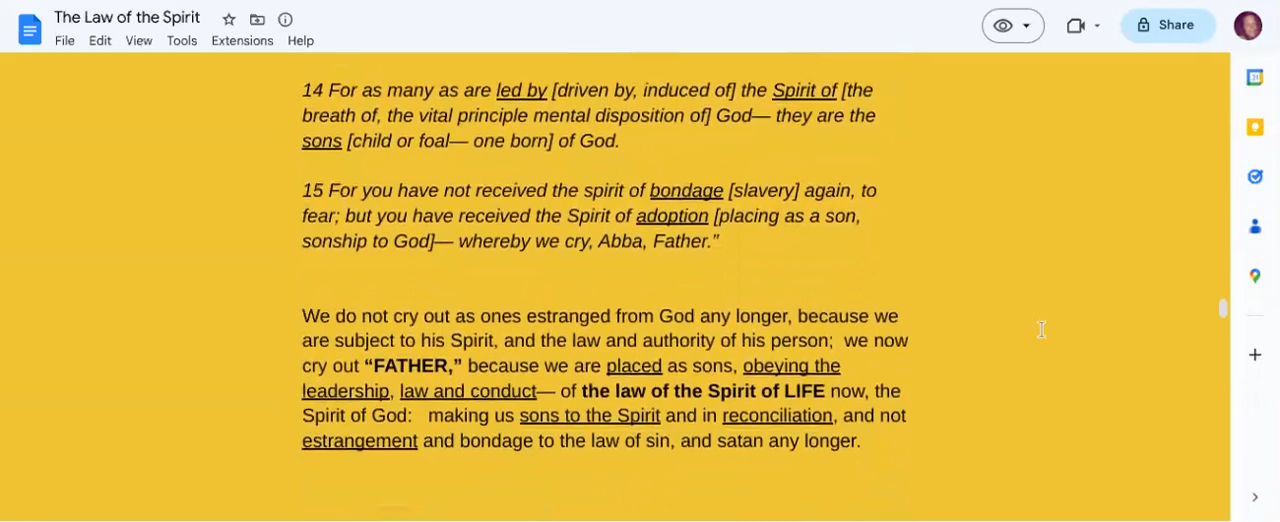 The Law of the Spirit
File Edit View Tools Extensions Help
Share
14 For as many as are led by [driven by, induced of] the Spirit of [the
breath of, the vital principle mental disposition of] God— they are the
sons [child or foal— one born] of God.
15 For you have not received the spirit of bondage [slavery] again, to
fear; but you have received the Spirit of adoption [placing as a son,
sonship to God]— whereby we cry, Abba, Father.”
We do not cry out as ones estranged from God any longer, because we
are subject to his Spirit, and the law and authority of his person;  we now
cry out “FATHER,” because we are placed as sons, obeying the
leadership, law and conduct— of the law of the Spirit of LIFE now, the
Spirit of God:   making us sons to the Spirit and in reconciliation, and not
estrangement and bondage to the law of sin, and satan any longer.